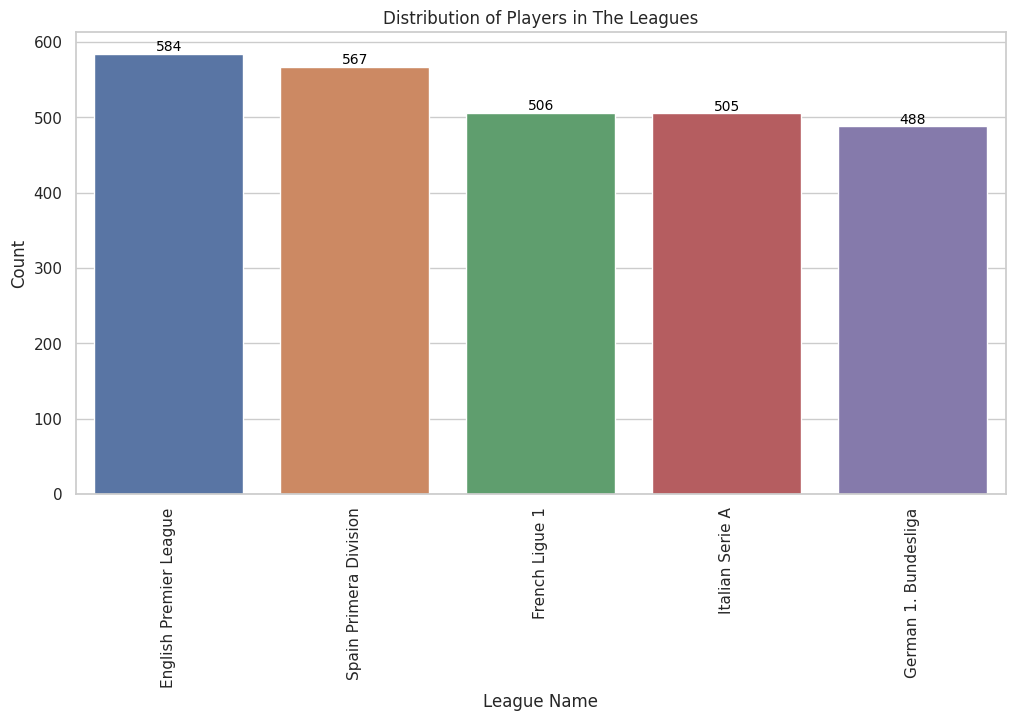 Distribution of Players in The Leagues
Count
600
500
400
300
200
100
0
584
567
506
505
488
English Premier League
Spain Primera Division
French Ligue 1
Italian Serie A
German 1. Bundesliga
League Name